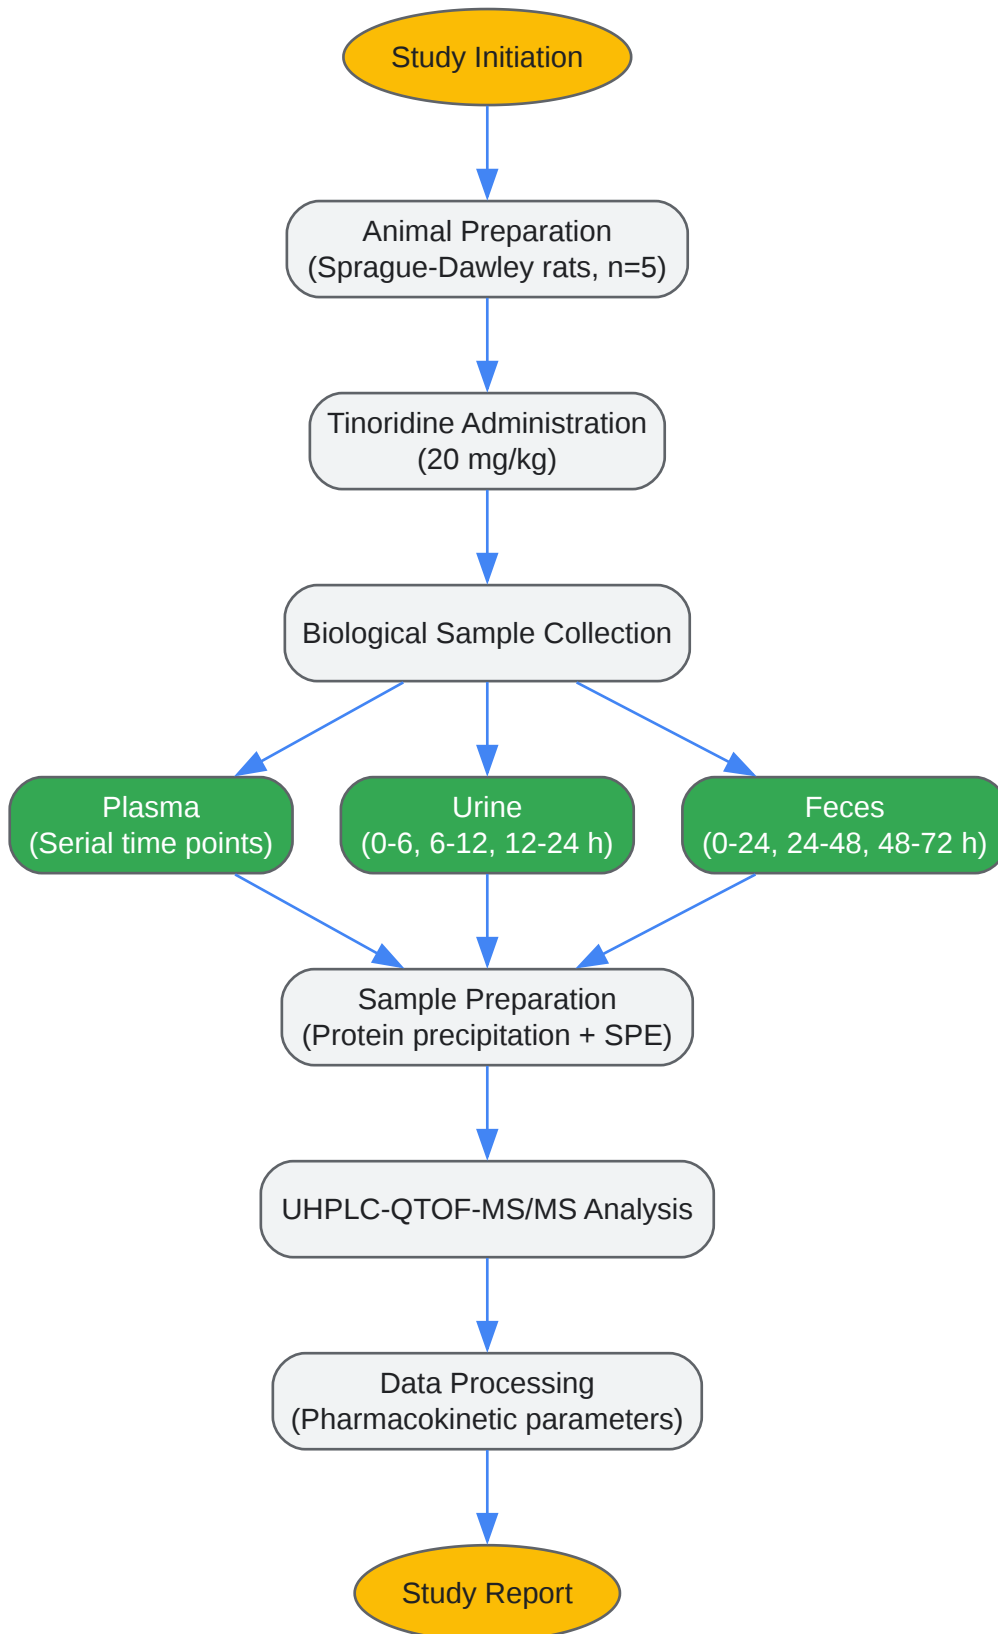 Study Initiation
Animal Preparation
(Sprague-Dawley rats, n=5)
Tinoridine Administration
(20 mg/kg)
Biological Sample Collection
Plasma
(Serial time points)
Urine
(0-6, 6-12, 12-24 h)
Feces
(0-24, 24-48, 48-72 h)
Sample Preparation
(Protein precipitation + SPE)
UHPLC-QTOF-MS/MS Analysis
Data Processing
(Pharmacokinetic parameters)
Study Report